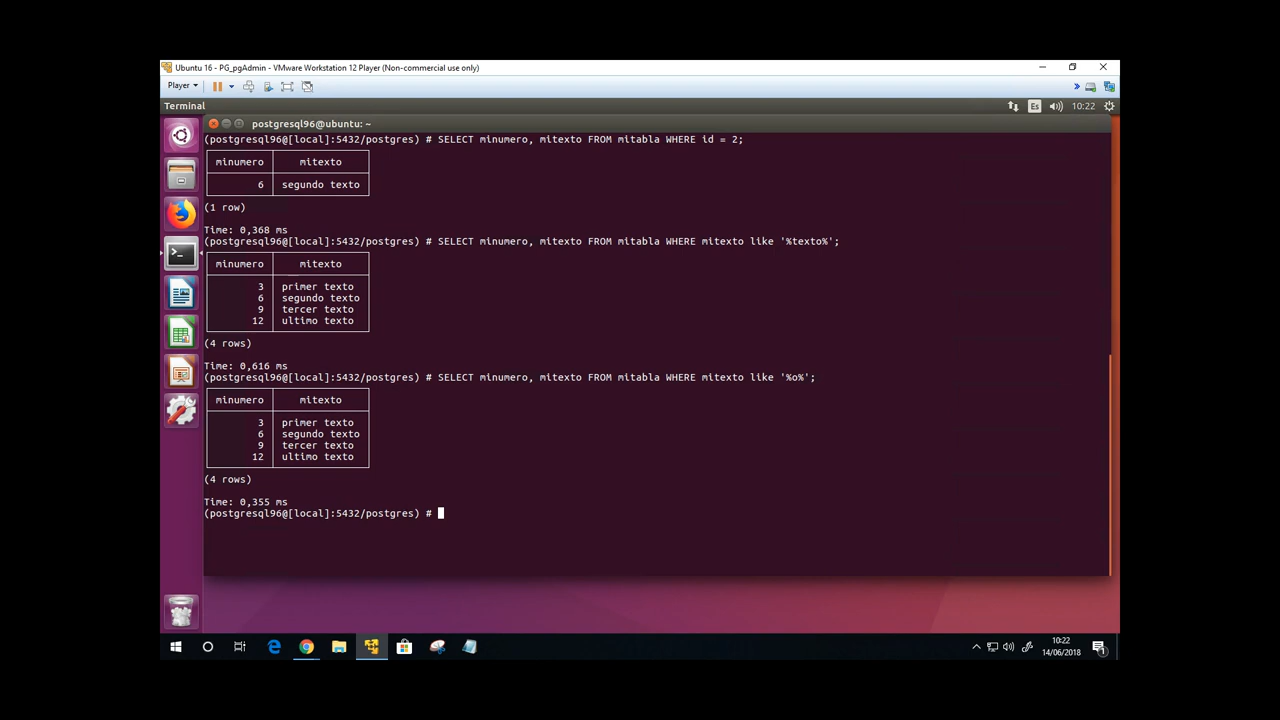 Ubuntu 16 - PG_pgAdmin - VMware Workstation 12 Player (Non-commercial use only)
Player
Terminal
Es
10:22
postgresql96@ubuntu: ~
(postgresql96@[local]:5432/postgres) # SELECT minumero, mitexto FROM mitabla WHERE id = 2;
minumero mitexto
6 segundo texto
(1 row)
Time: 0,368 ms
(postgresql96@[local]:5432/postgres) # SELECT minumero, mitexto FROM mitabla WHERE mitexto like '%texto%';
minumero mitexto
3 primer texto
6 segundo texto
9 tercer texto
12 ultimo texto
(4 rows)
Time: 0,616 ms
(postgresql96@[local]:5432/postgres) # SELECT minumero, mitexto FROM mitabla WHERE mitexto like '%o%';
minumero mitexto
3 primer texto
6 segundo texto
9 tercer texto
12 ultimo texto
(4 rows)
Time: 0,355 ms
(postgresql96@[local]:5432/postgres) #
10:22
14/06/2018
1